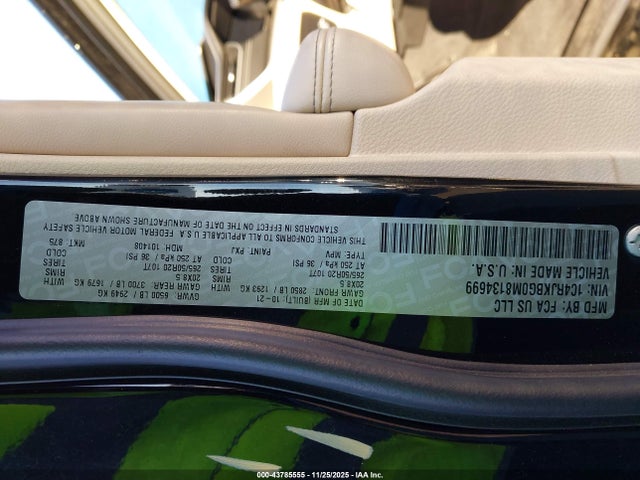 MFD BY: FCA US LLC
DATE OF MFR (BUILT): 10-21
GVWR: 6500 LB / 2949 KG
GAWR FRONT: 2850 LB / 1293 KG
GAWR REAR: 3700 LB / 1679 KG
20X8.5
RIMS
20X8.5
RIMS
265/50R20 107T
TIRES
265/50R20 107T
TIRES
AT 250 kPa / 36 PSI
COLD
AT 250 kPa / 36 PSI
COLD
VIN: 1C4RJKBG0M8134699
TYPE: MPV
PAINT: PXJ
MDH: 101408
MKT: 875
VEHICLE MADE IN: U.S.A.
THIS VEHICLE CONFORMS TO ALL APPLICABLE U.S.A. FEDERAL MOTOR VEHICLE SAFETY
STANDARDS IN EFFECT ON THE DATE OF MANUFACTURE SHOWN ABOVE
000-43785555 11/25/2025 IAA Inc.